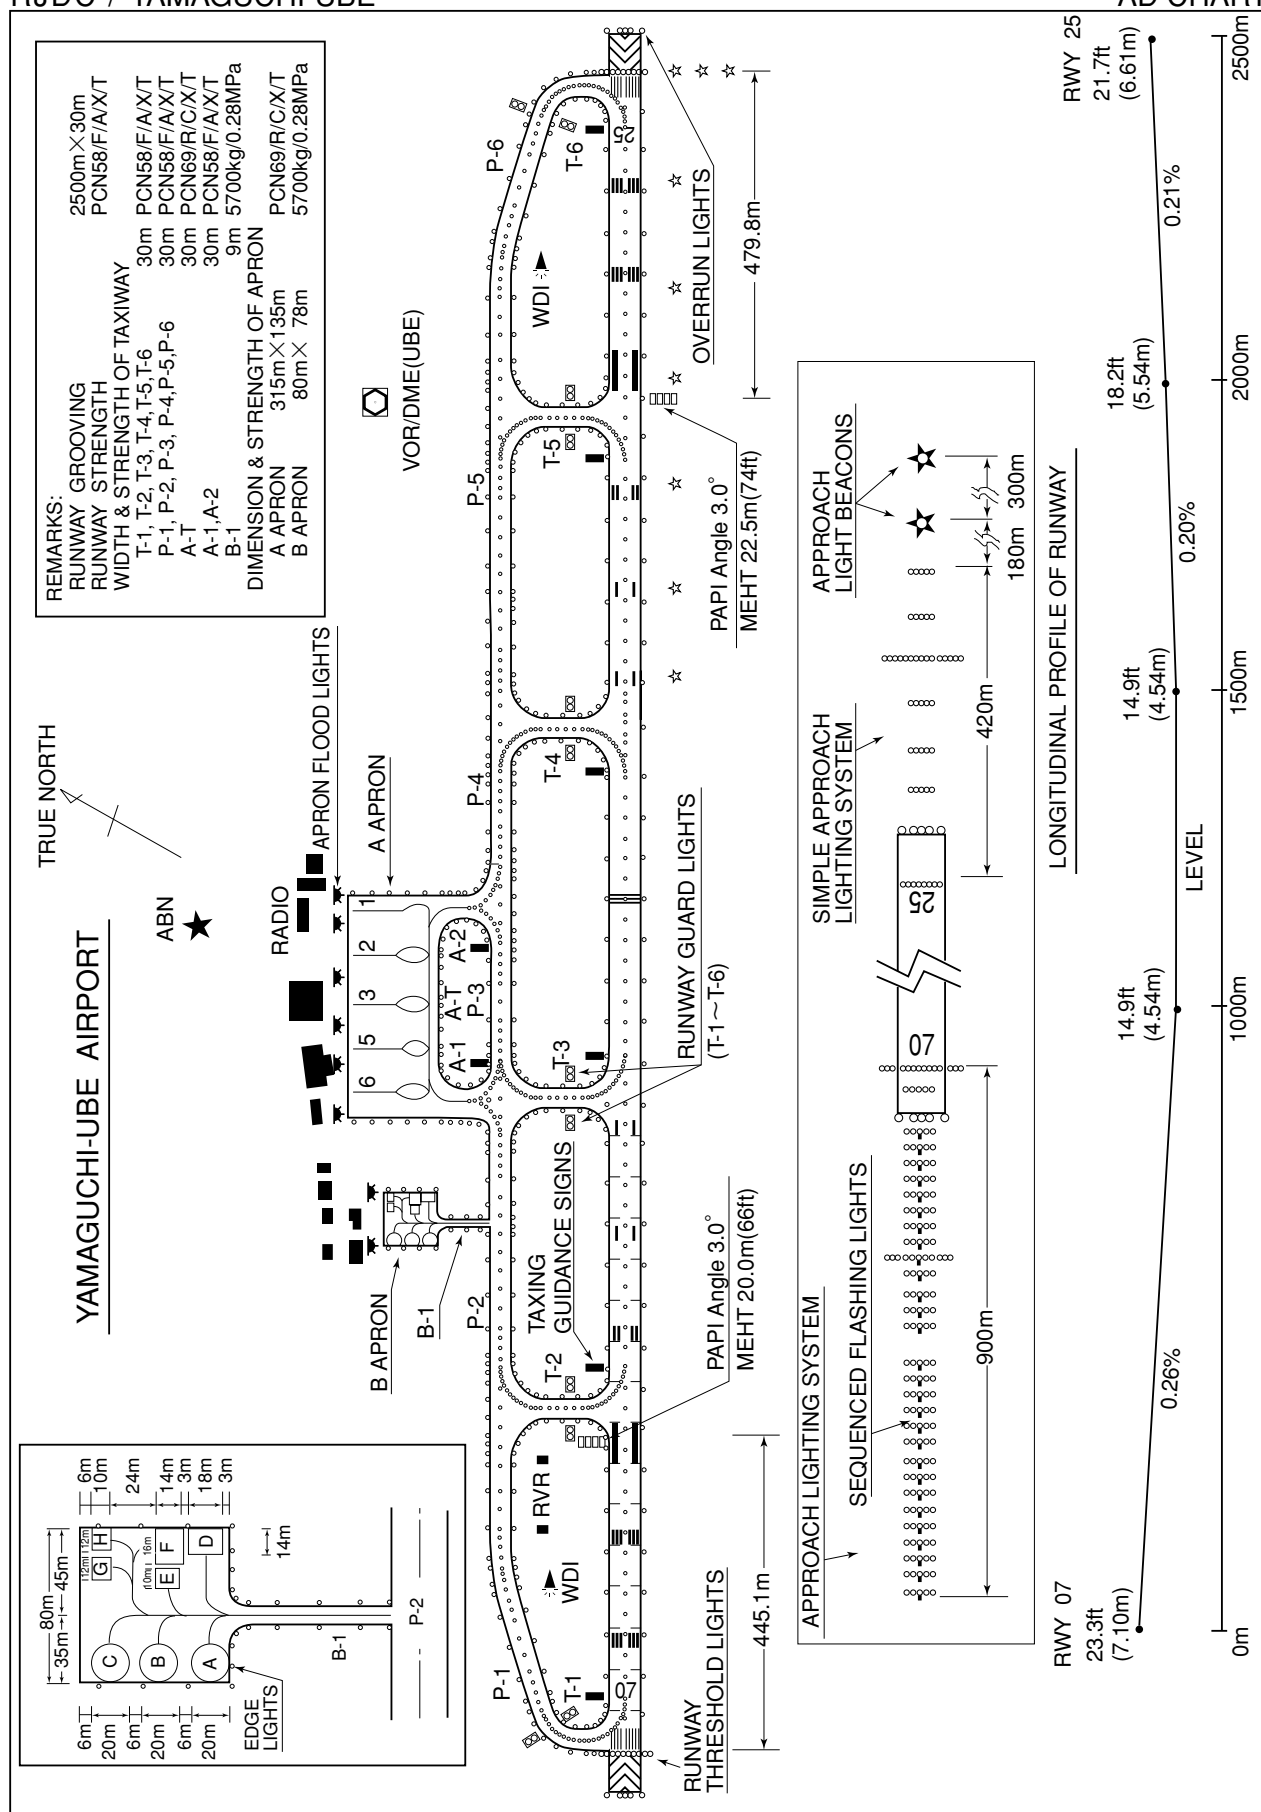 RJDC / YAMAGUCHI UBE
AD CHART
YAMAGUCHI-UBE AIRPORT
TRUE NORTH
REMARKS:
RUNWAY GROOVING 2500m×30m
RUNWAY STRENGTH PCN58/F/A/X/T
WIDTH & STRENGTH OF TAXIWAY
T-1, T-2, T-3, T-4,T-5,T-6 30m PCN58/F/A/X/T
P-1, P-2, P-3, P-4,P-5,P-6 30m PCN58/F/A/X/T
A-T 30m PCN69/R/C/X/T
A-1,A-2 30m PCN58/F/A/X/T
B-1 9m 5700kg/0.28MPa
DIMENSION & STRENGTH OF APRON
A APRON 315m×135m PCN69/R/C/X/T
B APRON 80m× 78m 5700kg/0.28MPa
80m
35m
45m
6m
20m
6m
20m
6m
20m
6m
10m
24m
14m
3m
18m
3m
12m
12m
10m
16m
C
B
A
G
H
E
F
D
14m
EDGE
LIGHTS
B-1
P-2
ABN
RADIO
APRON FLOOD LIGHTS
A APRON
6
5
3
2
1
A-1
A-T
A-2
P-3
B APRON
B-1
VOR/DME(UBE)
P-1
P-2
P-4
P-5
P-6
WDI
RVR
TAXING
GUIDANCE SIGNS
WDI
T-1
T-2
T-3
T-4
T-5
T-6
07
25
RUNWAY
THRESHOLD LIGHTS
445.1m
PAPI Angle 3.0°
MEHT 20.0m(66ft)
RUNWAY GUARD LIGHTS
(T-1~T-6)
PAPI Angle 3.0°
MEHT 22.5m(74ft)
OVERRUN LIGHTS
479.8m
APPROACH LIGHTING SYSTEM
SEQUENCED FLASHING LIGHTS
900m
07
25
SIMPLE APPROACH
LIGHTING SYSTEM
420m
APPROACH
LIGHT BEACONS
180m
300m
LONGITUDINAL PROFILE OF RUNWAY
RWY 07
23.3ft
(7.10m)
0.26%
14.9ft
(4.54m)
LEVEL
14.9ft
(4.54m)
0.20%
18.2ft
(5.54m)
0.21%
RWY 25
21.7ft
(6.61m)
0m
1000m
1500m
2000m
2500m